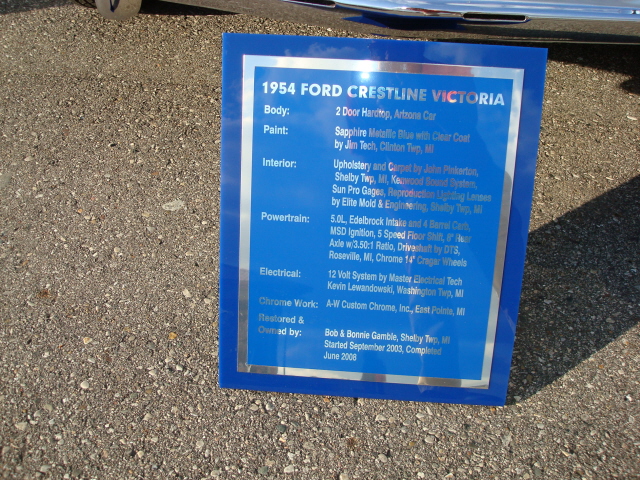 1954 FORD CRESTLINE VICTORIA
Body: 2 Door Hardtop, Arizona Car
Paint: Sapphire Metallic Blue with Clear Coat
by Jim Tech, Clinton Twp, MI
Interior: Upholstery and Carpet by John Pinkerton,
Shelby Twp, MI, Kenwood Sound System,
Sun Pro Gages, Reproduction Lighting Lenses
by Elite Mold & Engineering, Shelby Twp, MI
Powertrain: 5.0L, Edelbrock Intake and 4 Barrel Carb,
MSD Ignition, 5 Speed Floor Shift, 8" Rear
Axle w/3.50:1 Ratio, Driveshaft by DTS,
Roseville, MI, Chrome 14" Cragar Wheels
Electrical: 12 Volt System by Master Electrical Tech
Kevin Lewandowski, Washington Twp, MI
Chrome Work: A-W Custom Chrome, Inc., East Pointe, MI
Restored &
Owned by: Bob & Bonnie Gamble, Shelby Twp, MI
Started September 2003, Completed
June 2008